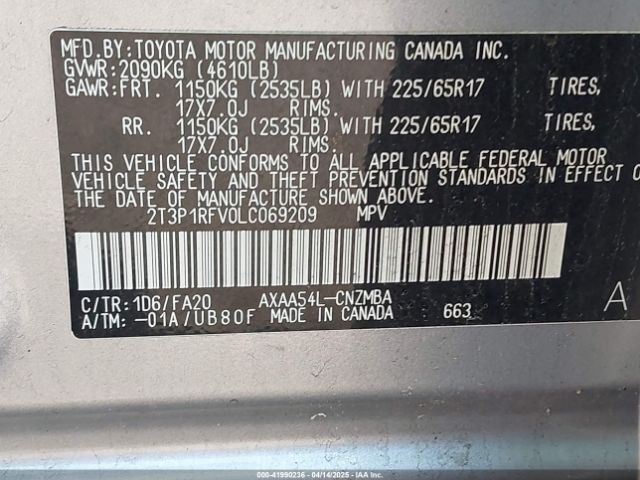 MFD.BY:TOYOTA MOTOR MANUFACTURING CANADA INC.
GVWR:2090KG (4610LB)
GAWR:FRT. 1150KG (2535LB) WITH 225/65R17 TIRES,
17X7.0J RIMS.
RR. 1150KG (2535LB) WITH 225/65R17 TIRES,
17X7.0J RIMS.
THIS VEHICLE CONFORMS TO ALL APPLICABLE FEDERAL MOTOR
VEHICLE SAFETY AND THEFT PREVENTION STANDARDS IN EFFECT O
THE DATE OF MANUFACTURE SHOWN ABOVE.
2T3P1RFV0LC069209 MPV
C/TR:1D6/FA20 AXAA54L-CNZMBA
A/TM: -01A/UB80F MADE IN CANADA 663 A
000-41990236 - 04/14/2025 - IAAI